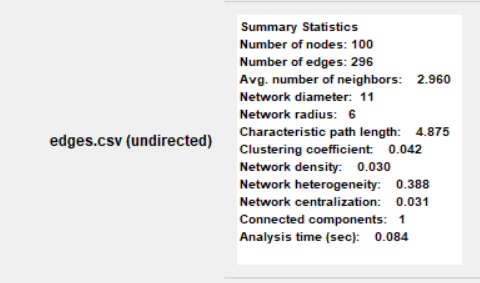 edges.csv (undirected)
Summary Statistics
Number of nodes: 100
Number of edges: 296
Avg. number of neighbors: 2.960
Network diameter: 11
Network radius: 6
Characteristic path length: 4.875
Clustering coefficient: 0.042
Network density: 0.030
Network heterogeneity: 0.388
Network centralization: 0.031
Connected components: 1
Analysis time (sec): 0.084